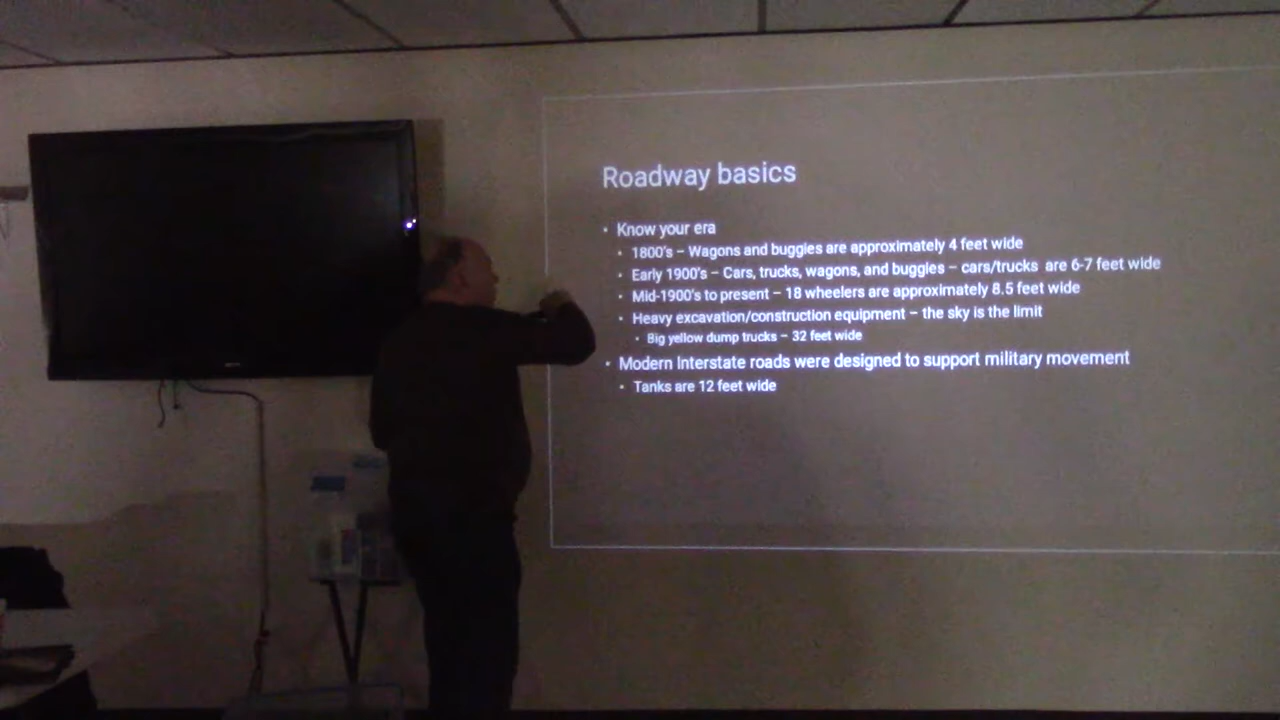 Roadway basics
• Know your era
• 1800's – Wagons and buggies are approximately 4 feet wide
• Early 1900's – Cars, trucks, wagons, and buggies – cars/trucks are 6-7 feet wide
• Mid-1900's to present – 18 wheelers are approximately 8.5 feet wide
• Heavy excavation/construction equipment – the sky is the limit
• Big yellow dump trucks – 32 feet wide
• Modern Interstate roads were designed to support military movement
• Tanks are 12 feet wide